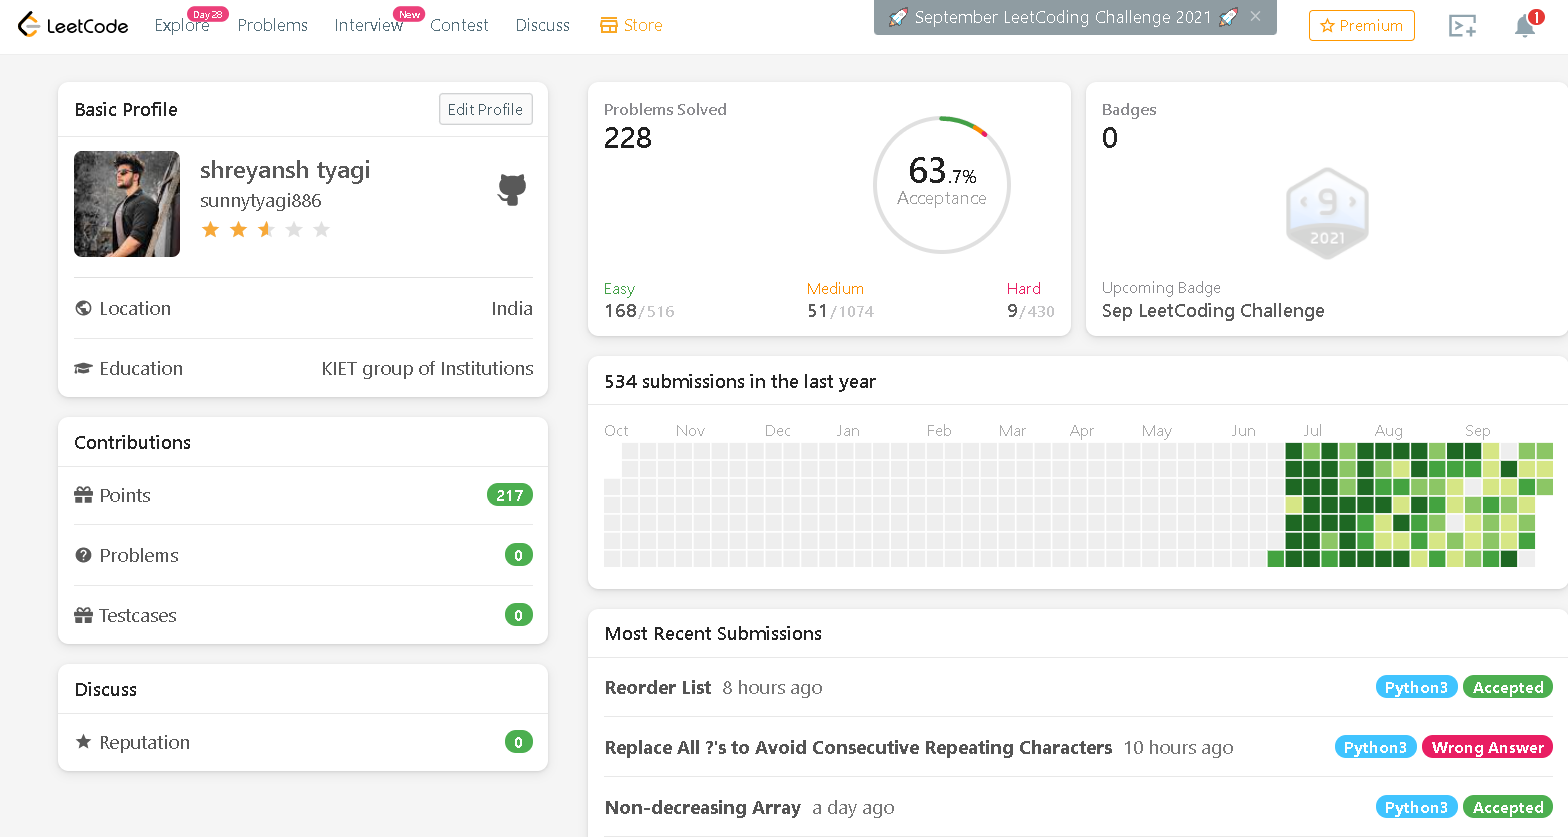 LeetCode
Explore Day 28 Problems Interview New Contest Discuss Store
🚀 September LeetCoding Challenge 2021 🚀 ×
Premium
1
Basic Profile
Edit Profile
shreyansh tyagi
sunnytyagi886
Location India
Education KIET group of Institutions
Contributions
Points 217
Problems 0
Testcases 0
Discuss
Reputation 0
Problems Solved
228
63.7%
Acceptance
Easy
168/516
Medium
51/1074
Hard
9/430
Badges
0
9
2021
Upcoming Badge
Sep LeetCoding Challenge
534 submissions in the last year
Oct Nov Dec Jan Feb Mar Apr May Jun Jul Aug Sep
Most Recent Submissions
Reorder List 8 hours ago Python3 Accepted
Replace All ?'s to Avoid Consecutive Repeating Characters 10 hours ago Python3 Wrong Answer
Non-decreasing Array a day ago Python3 Accepted